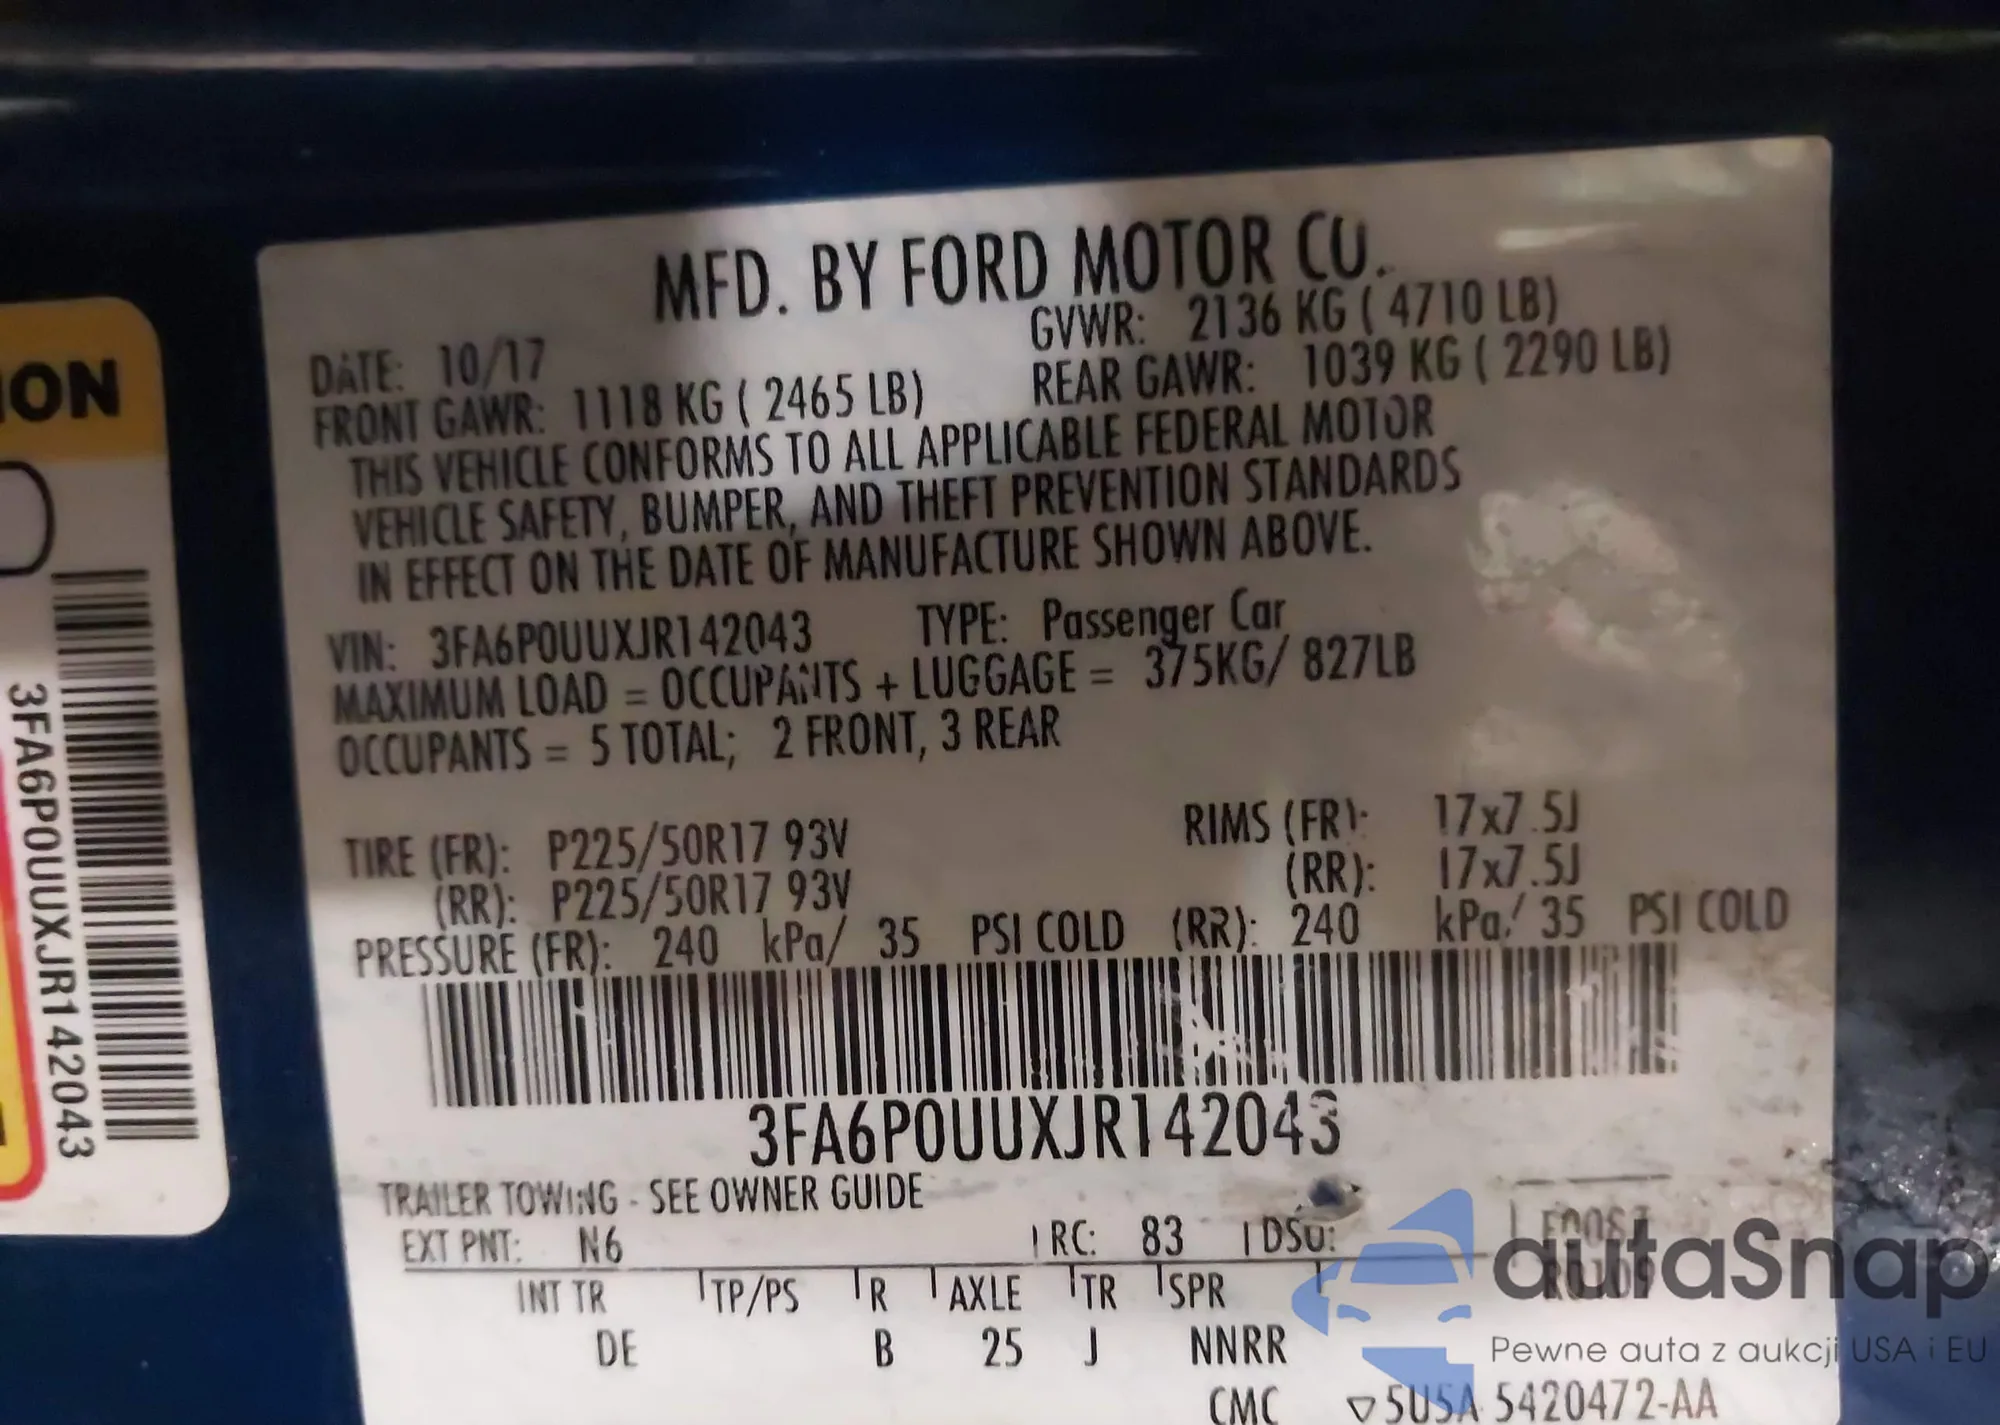 MFD. BY FORD MOTOR CO.
DATE: 10/17 GVWR: 2136 KG ( 4710 LB)
FRONT GAWR: 1118 KG ( 2465 LB) REAR GAWR: 1039 KG ( 2290 LB)
THIS VEHICLE CONFORMS TO ALL APPLICABLE FEDERAL MOTOR
VEHICLE SAFETY, BUMPER, AND THEFT PREVENTION STANDARDS
IN EFFECT ON THE DATE OF MANUFACTURE SHOWN ABOVE.
VIN: 3FA6P0UUXJR142043 TYPE: Passenger Car
MAXIMUM LOAD = OCCUPANTS + LUGGAGE = 375KG/ 827LB
OCCUPANTS = 5 TOTAL; 2 FRONT, 3 REAR
TIRE (FR): P225/50R17 93V RIMS (FR): 17x7.5J
(RR): P225/50R17 93V (RR): 17x7.5J
PRESSURE (FR): 240 kPa/ 35 PSI COLD (RR): 240 kPa/ 35 PSI COLD
3FA6P0UUXJR142043
TRAILER TOWING - SEE OWNER GUIDE
EXT PNT: N6 RC: 83 DSO:
INT TR TP/PS R AXLE TR SPR
DE B 25 J NNRR
CMC ▽5U5A 5420472-AA
ION
3FA6P0UUXJR142043
autaSnap
Pewne auta z aukcji USA i EU